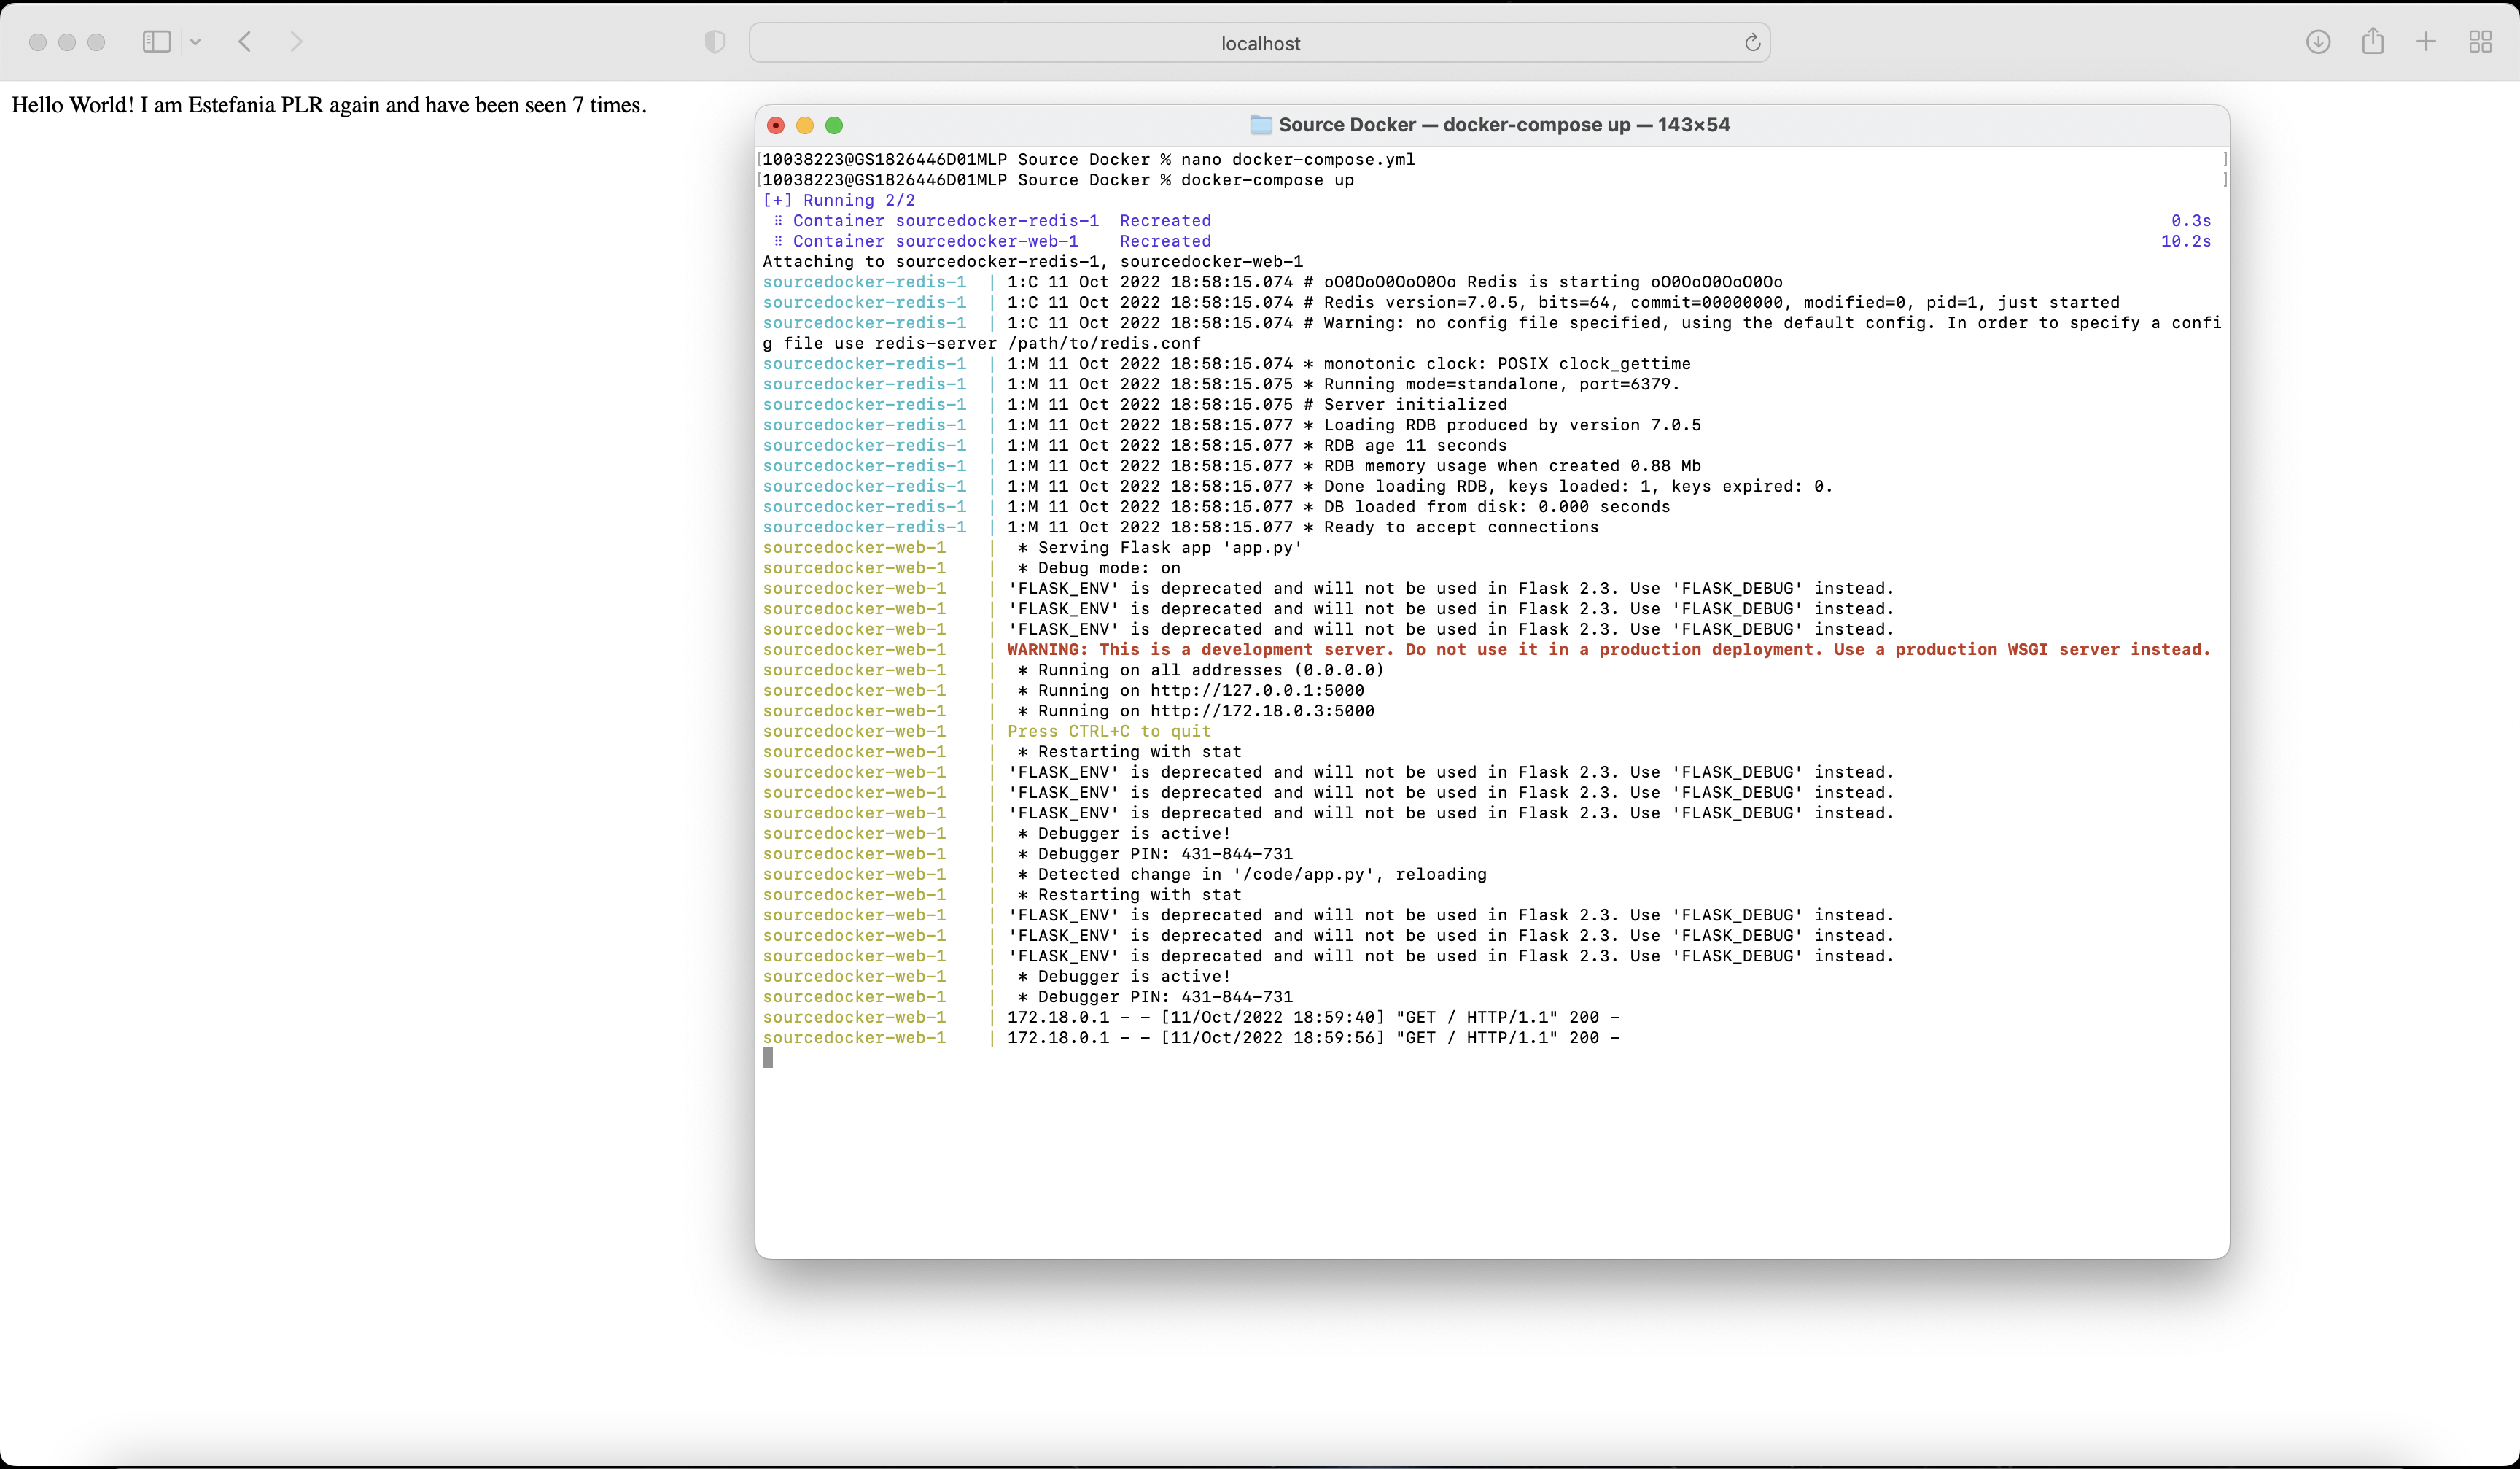 localhost
Hello World! I am Estefania PLR again and have been seen 7 times.
Source Docker — docker-compose up — 143×54
[10038223@GS1826446D01MLP Source Docker % nano docker-compose.yml ]
[10038223@GS1826446D01MLP Source Docker % docker-compose up ]
[+] Running 2/2
⠿ Container sourcedocker-redis-1  Recreated 0.3s
⠿ Container sourcedocker-web-1    Recreated 10.2s
Attaching to sourcedocker-redis-1, sourcedocker-web-1
sourcedocker-redis-1  | 1:C 11 Oct 2022 18:58:15.074 # oO0OoO0OoO0Oo Redis is starting oO0OoO0OoO0Oo
sourcedocker-redis-1  | 1:C 11 Oct 2022 18:58:15.074 # Redis version=7.0.5, bits=64, commit=00000000, modified=0, pid=1, just started
sourcedocker-redis-1  | 1:C 11 Oct 2022 18:58:15.074 # Warning: no config file specified, using the default config. In order to specify a confi
g file use redis-server /path/to/redis.conf
sourcedocker-redis-1  | 1:M 11 Oct 2022 18:58:15.074 * monotonic clock: POSIX clock_gettime
sourcedocker-redis-1  | 1:M 11 Oct 2022 18:58:15.075 * Running mode=standalone, port=6379.
sourcedocker-redis-1  | 1:M 11 Oct 2022 18:58:15.075 # Server initialized
sourcedocker-redis-1  | 1:M 11 Oct 2022 18:58:15.077 * Loading RDB produced by version 7.0.5
sourcedocker-redis-1  | 1:M 11 Oct 2022 18:58:15.077 * RDB age 11 seconds
sourcedocker-redis-1  | 1:M 11 Oct 2022 18:58:15.077 * RDB memory usage when created 0.88 Mb
sourcedocker-redis-1  | 1:M 11 Oct 2022 18:58:15.077 * Done loading RDB, keys loaded: 1, keys expired: 0.
sourcedocker-redis-1  | 1:M 11 Oct 2022 18:58:15.077 * DB loaded from disk: 0.000 seconds
sourcedocker-redis-1  | 1:M 11 Oct 2022 18:58:15.077 * Ready to accept connections
sourcedocker-web-1    |  * Serving Flask app 'app.py'
sourcedocker-web-1    |  * Debug mode: on
sourcedocker-web-1    | 'FLASK_ENV' is deprecated and will not be used in Flask 2.3. Use 'FLASK_DEBUG' instead.
sourcedocker-web-1    | 'FLASK_ENV' is deprecated and will not be used in Flask 2.3. Use 'FLASK_DEBUG' instead.
sourcedocker-web-1    | 'FLASK_ENV' is deprecated and will not be used in Flask 2.3. Use 'FLASK_DEBUG' instead.
sourcedocker-web-1    | WARNING: This is a development server. Do not use it in a production deployment. Use a production WSGI server instead.
sourcedocker-web-1    |  * Running on all addresses (0.0.0.0)
sourcedocker-web-1    |  * Running on http://127.0.0.1:5000
sourcedocker-web-1    |  * Running on http://172.18.0.3:5000
sourcedocker-web-1    | Press CTRL+C to quit
sourcedocker-web-1    |  * Restarting with stat
sourcedocker-web-1    | 'FLASK_ENV' is deprecated and will not be used in Flask 2.3. Use 'FLASK_DEBUG' instead.
sourcedocker-web-1    | 'FLASK_ENV' is deprecated and will not be used in Flask 2.3. Use 'FLASK_DEBUG' instead.
sourcedocker-web-1    | 'FLASK_ENV' is deprecated and will not be used in Flask 2.3. Use 'FLASK_DEBUG' instead.
sourcedocker-web-1    |  * Debugger is active!
sourcedocker-web-1    |  * Debugger PIN: 431-844-731
sourcedocker-web-1    |  * Detected change in '/code/app.py', reloading
sourcedocker-web-1    |  * Restarting with stat
sourcedocker-web-1    | 'FLASK_ENV' is deprecated and will not be used in Flask 2.3. Use 'FLASK_DEBUG' instead.
sourcedocker-web-1    | 'FLASK_ENV' is deprecated and will not be used in Flask 2.3. Use 'FLASK_DEBUG' instead.
sourcedocker-web-1    | 'FLASK_ENV' is deprecated and will not be used in Flask 2.3. Use 'FLASK_DEBUG' instead.
sourcedocker-web-1    |  * Debugger is active!
sourcedocker-web-1    |  * Debugger PIN: 431-844-731
sourcedocker-web-1    | 172.18.0.1 - - [11/Oct/2022 18:59:40] "GET / HTTP/1.1" 200 -
sourcedocker-web-1    | 172.18.0.1 - - [11/Oct/2022 18:59:56] "GET / HTTP/1.1" 200 -